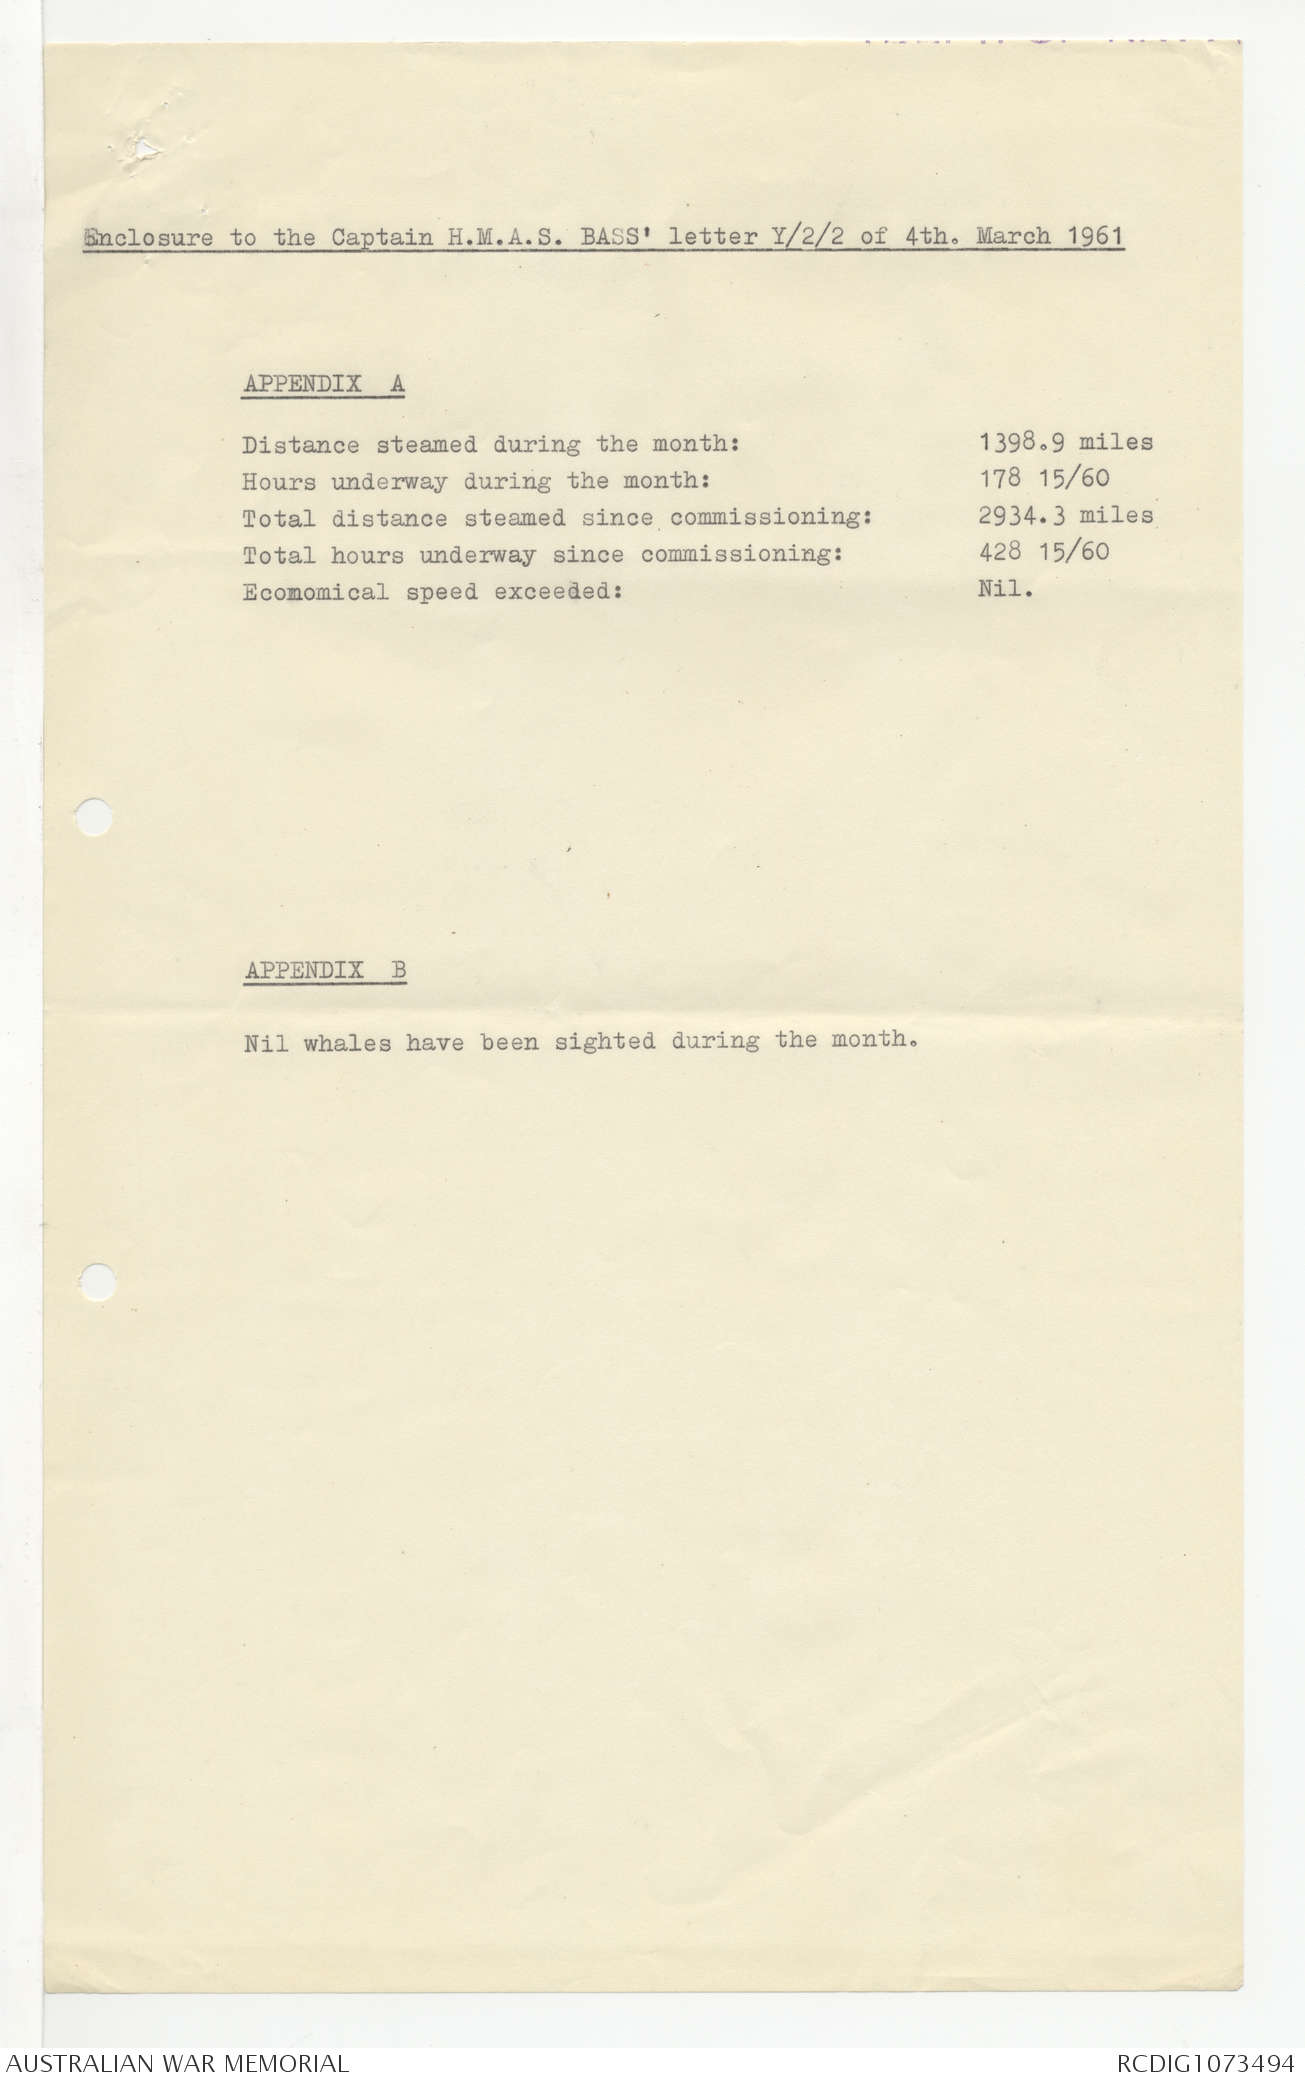 Enclosure to the Captain H.M.A.S. BASS' letter Y/2/2 of 4th. March 1961
APPENDIX A
Distance steamed during the month: 1398.9 miles
Hours underway during the month: 178 15/60
Total distance steamed since commissioning: 2934.3 miles
Total hours underway since commissioning: 428 15/60
Ecomomical speed exceeded: Nil.
APPENDIX B
Nil whales have been sighted during the month.
AUSTRALIAN WAR MEMORIAL RCDIG1073494